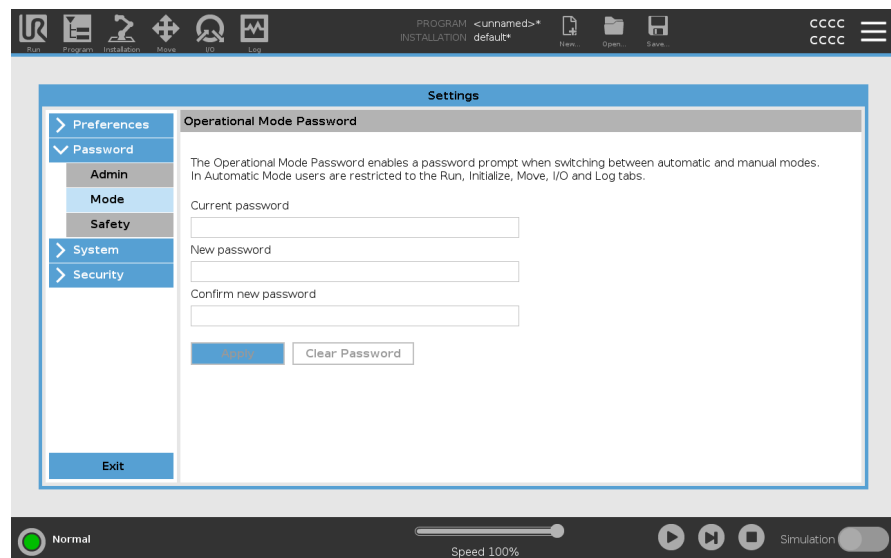 PROGRAM <unnamed>*
INSTALLATION default*
CCCC
CCCC
Run Program Installation Move I/O Log New... Open... Save...
Settings
Preferences
Password
Admin
Mode
Safety
System
Security
Exit
Operational Mode Password
The Operational Mode Password enables a password prompt when switching between automatic and manual modes.
In Automatic Mode users are restricted to the Run, Initialize, Move, I/O and Log tabs.
Current password
New password
Confirm new password
Apply Clear Password
Normal
Speed 100%
Simulation